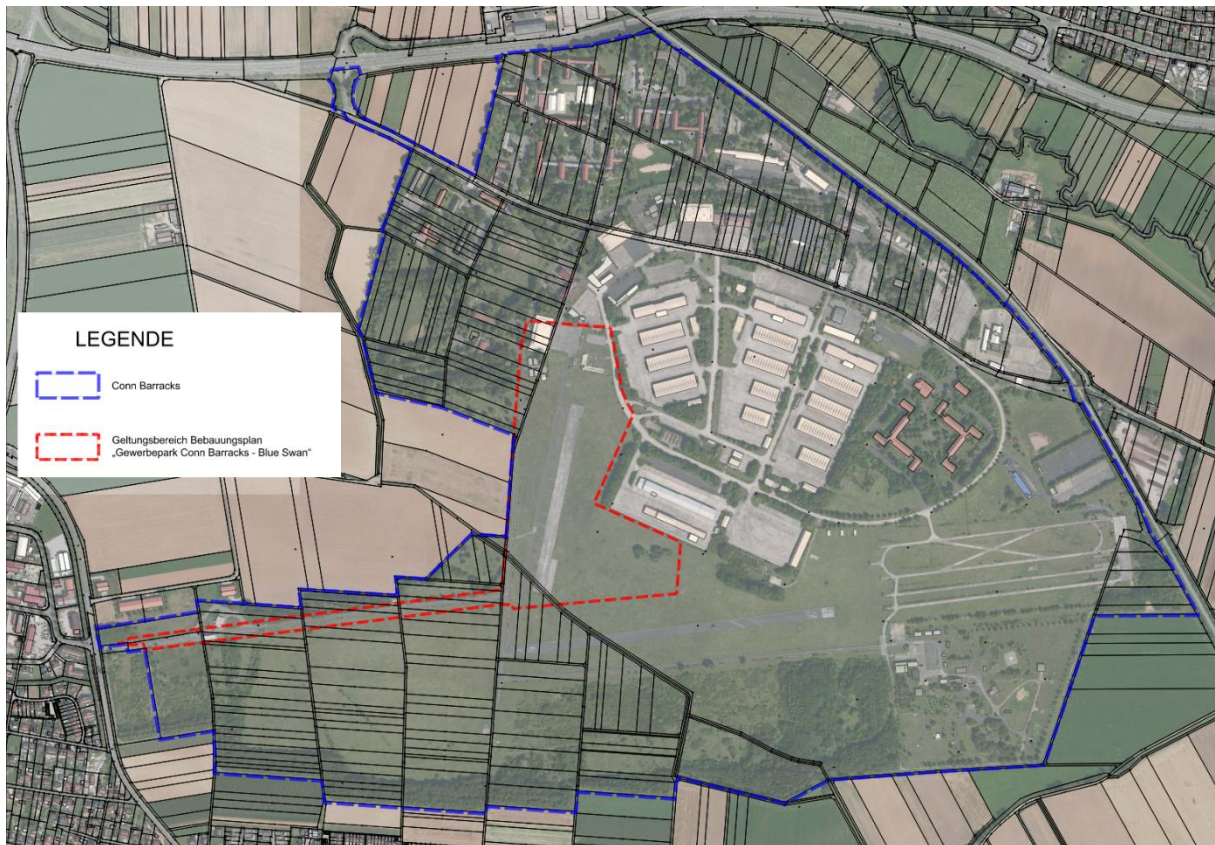 LEGENDE
Conn Barracks
Geltungsbereich Bebauungsplan
„Gewerbepark Conn Barracks - Blue Swan“